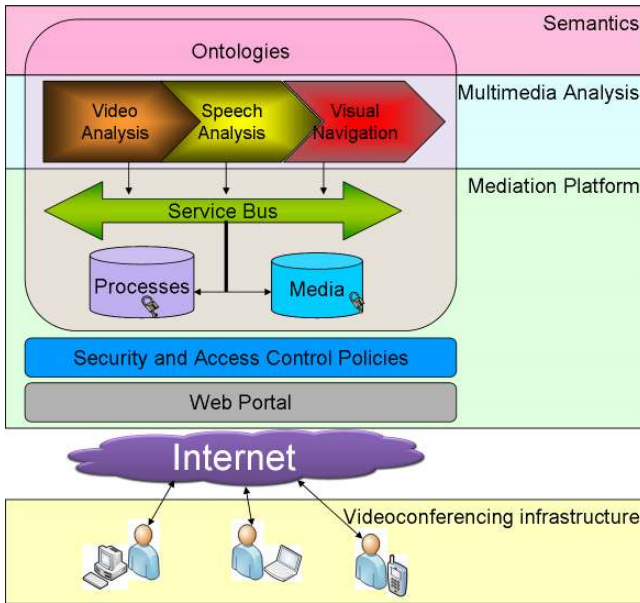 Semantics
Ontologies
Multimedia Analysis
Video
Analysis
Speech
Analysis
Visual
Navigation
Mediation Platform
Service Bus
Processes
Media
Security and Access Control Policies
Web Portal
Internet
Videoconferencing infrastructure